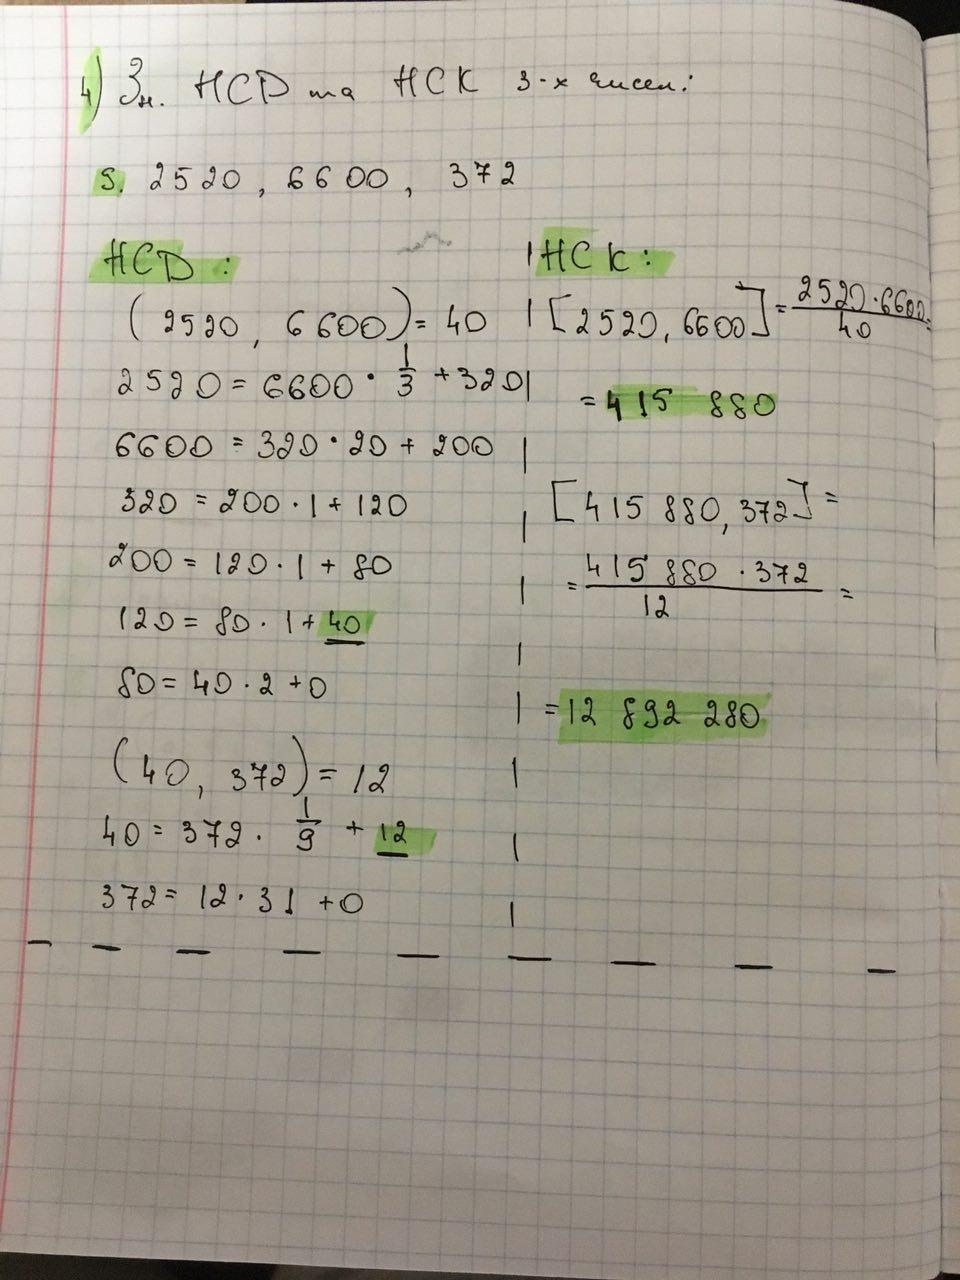 4) Зн. НСД та НСК 3-х чисел:
5. 2520, 6600, 372
НСД:
(2520, 6600) = 40
2520 = 6600 · 1/3 + 320
6600 = 320 · 20 + 200
320 = 200 · 1 + 120
200 = 120 · 1 + 80
120 = 80 · 1 + 40
80 = 40 · 2 + 0
(40, 372) = 12
40 = 372 · 1/9 + 12
372 = 12 · 31 + 0
НСК:
[2520, 6600] = 2520 · 6600 / 40 =
= 415 880
[415 880, 372] =
= 415 880 · 372 / 12 =
= 12 892 280